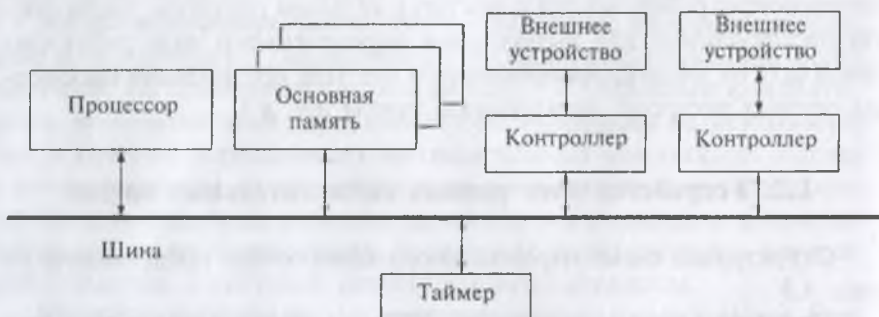 Внешнее
устройство
Внешнее
устройство
Процессор
Основная
память
Контроллер
Контроллер
Шина
Таймер